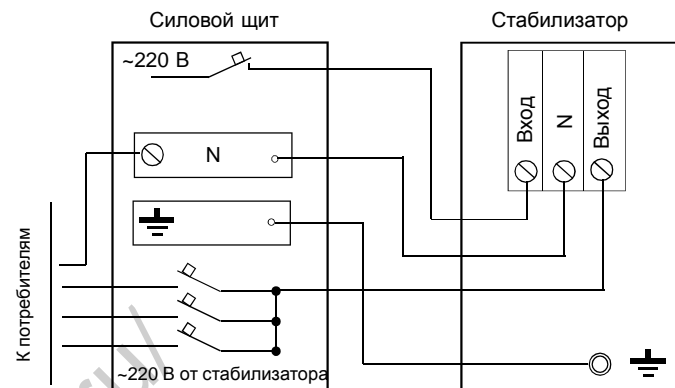 Силовой щит
Стабилизатор
~220 В
Вход
N
Выход
N
К потребителям
~220 В от стабилизатора